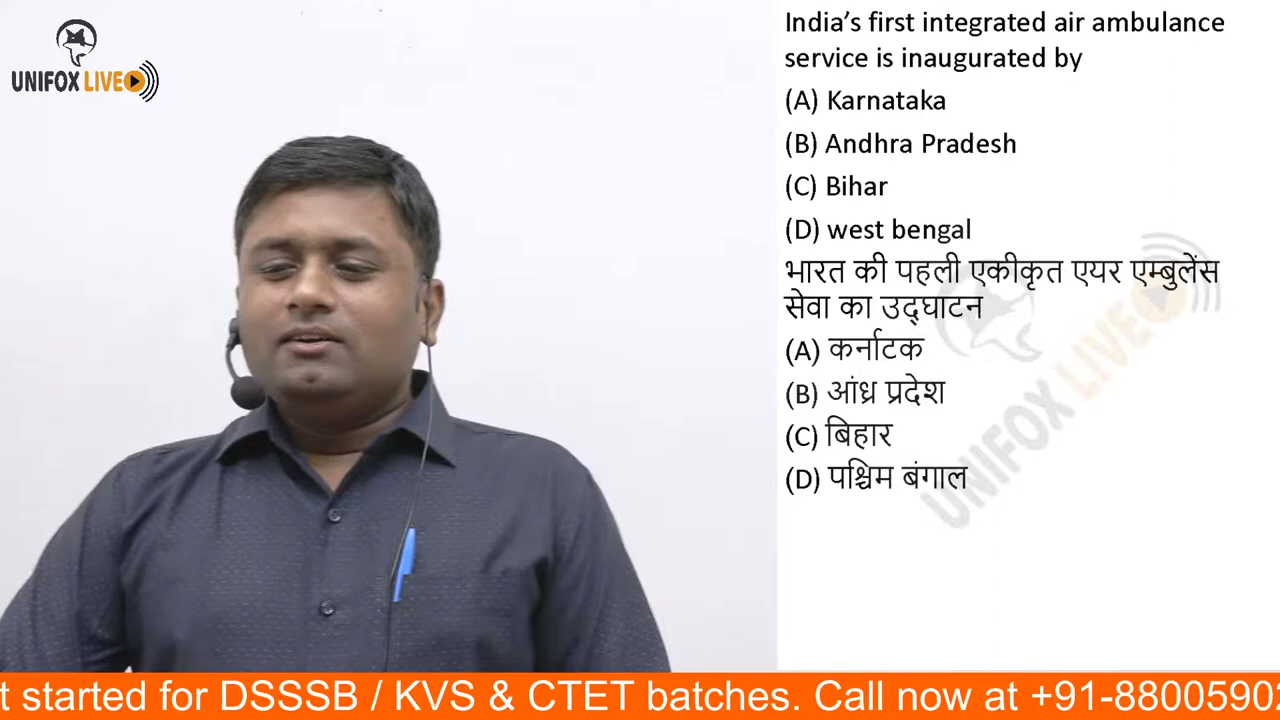 UNIFOX LIVE
India’s first integrated air ambulance
service is inaugurated by
(A) Karnataka
(B) Andhra Pradesh
(C) Bihar
(D) west bengal
भारत की पहली एकीकृत एयर एम्बुलेंस
सेवा का उद्घाटन
(A) कर्नाटक
(B) आंध्र प्रदेश
(C) बिहार
(D) पश्चिम बंगाल
UNIFOX LIVE
t started for DSSSB / KVS & CTET batches. Call now at +91-8800590